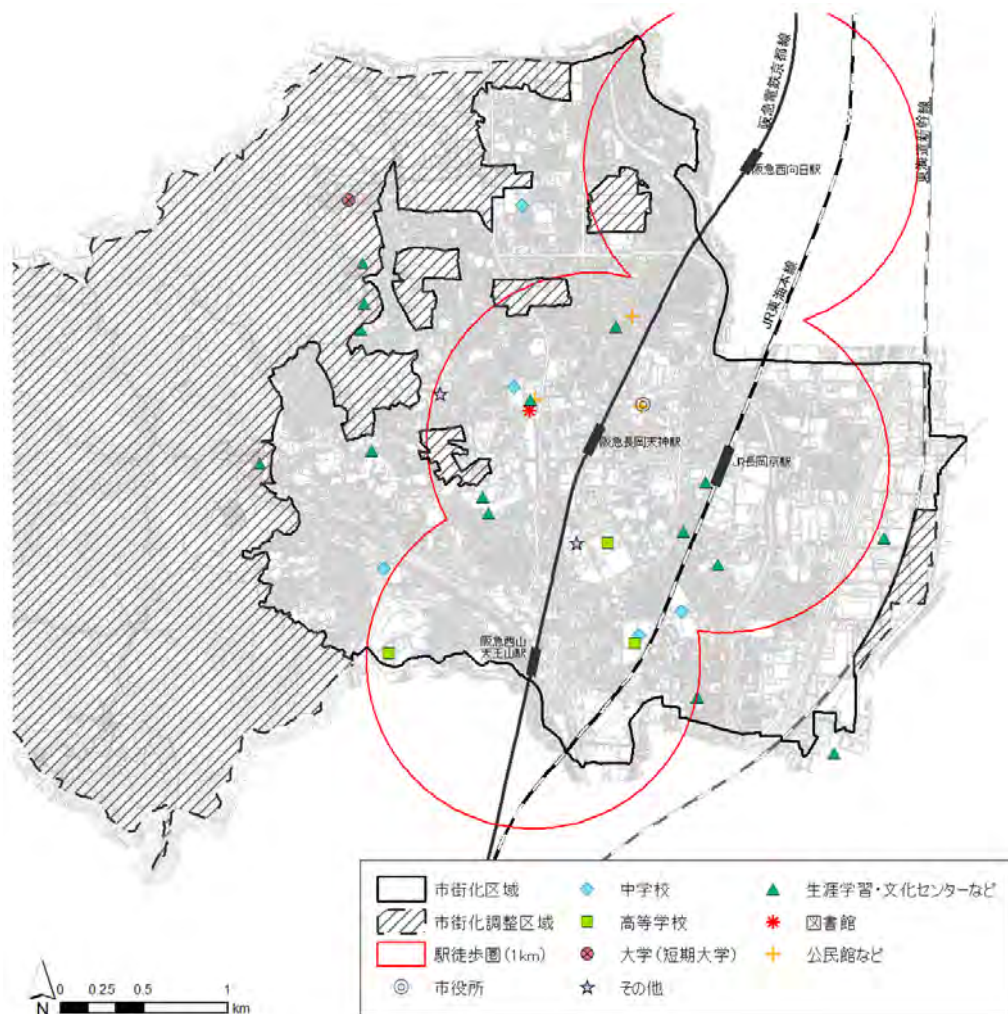 阪急電鉄京都線
東海道新幹線
阪急西向日駅
JR東海本線
阪急長岡天神駅
JR長岡京駅
阪急西山
天王山駅
市街化区域
中学校
生涯学習・文化センターなど
市街化調整区域
高等学校
図書館
駅徒歩圏(1km)
大学(短期大学)
公民館など
市役所
その他
0 0.25 0.5 1
km
N